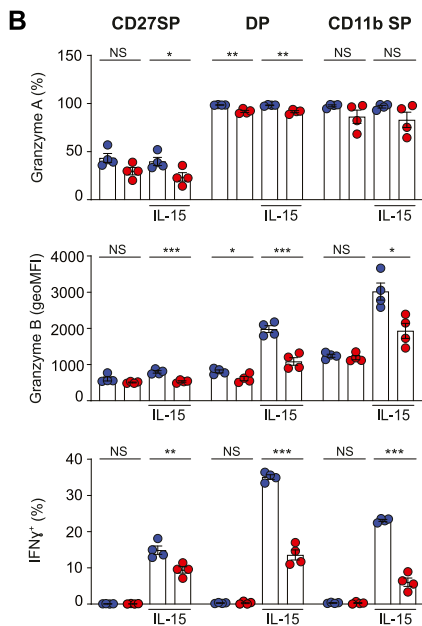 B
CD27SP DP CD11b SP
NS * ** ** NS NS
Granzyme A (%)
150
100
50
0
IL-15 IL-15 IL-15
NS *** * *** NS *
Granzyme B (geoMFI)
4000
3000
2000
1000
0
IL-15 IL-15 IL-15
NS ** NS *** NS ***
IFNγ+ (%)
40
30
20
10
0
IL-15 IL-15 IL-15